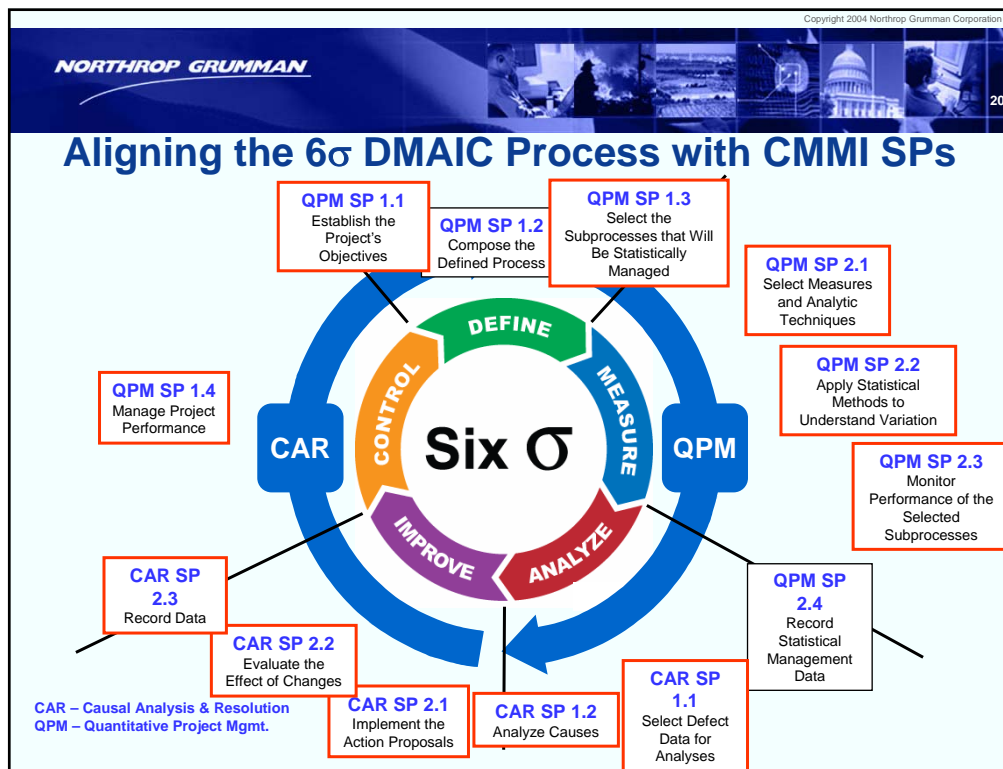 Copyright 2004 Northrop Grumman Corporation
NORTHROP GRUMMAN
20
Aligning the 6σ DMAIC Process with CMMI SPs
QPM SP 1.1
Establish the
Project's
Objectives
QPM SP 1.2
Compose the
Defined Process
QPM SP 1.3
Select the
Subprocesses that Will
Be Statistically
Managed
QPM SP 2.1
Select Measures
and Analytic
Techniques
QPM SP 2.2
Apply Statistical
Methods to
Understand Variation
QPM SP 2.3
Monitor
Performance of the
Selected
Subprocesses
QPM SP
2.4
Record
Statistical
Management
Data
CAR SP
1.1
Select Defect
Data for
Analyses
CAR SP 1.2
Analyze Causes
CAR SP 2.1
Implement the
Action Proposals
CAR SP 2.2
Evaluate the
Effect of Changes
CAR SP
2.3
Record Data
QPM SP 1.4
Manage Project
Performance
DEFINE
MEASURE
ANALYZE
IMPROVE
CONTROL
Six σ
CAR
QPM
CAR – Causal Analysis & Resolution
QPM – Quantitative Project Mgmt.